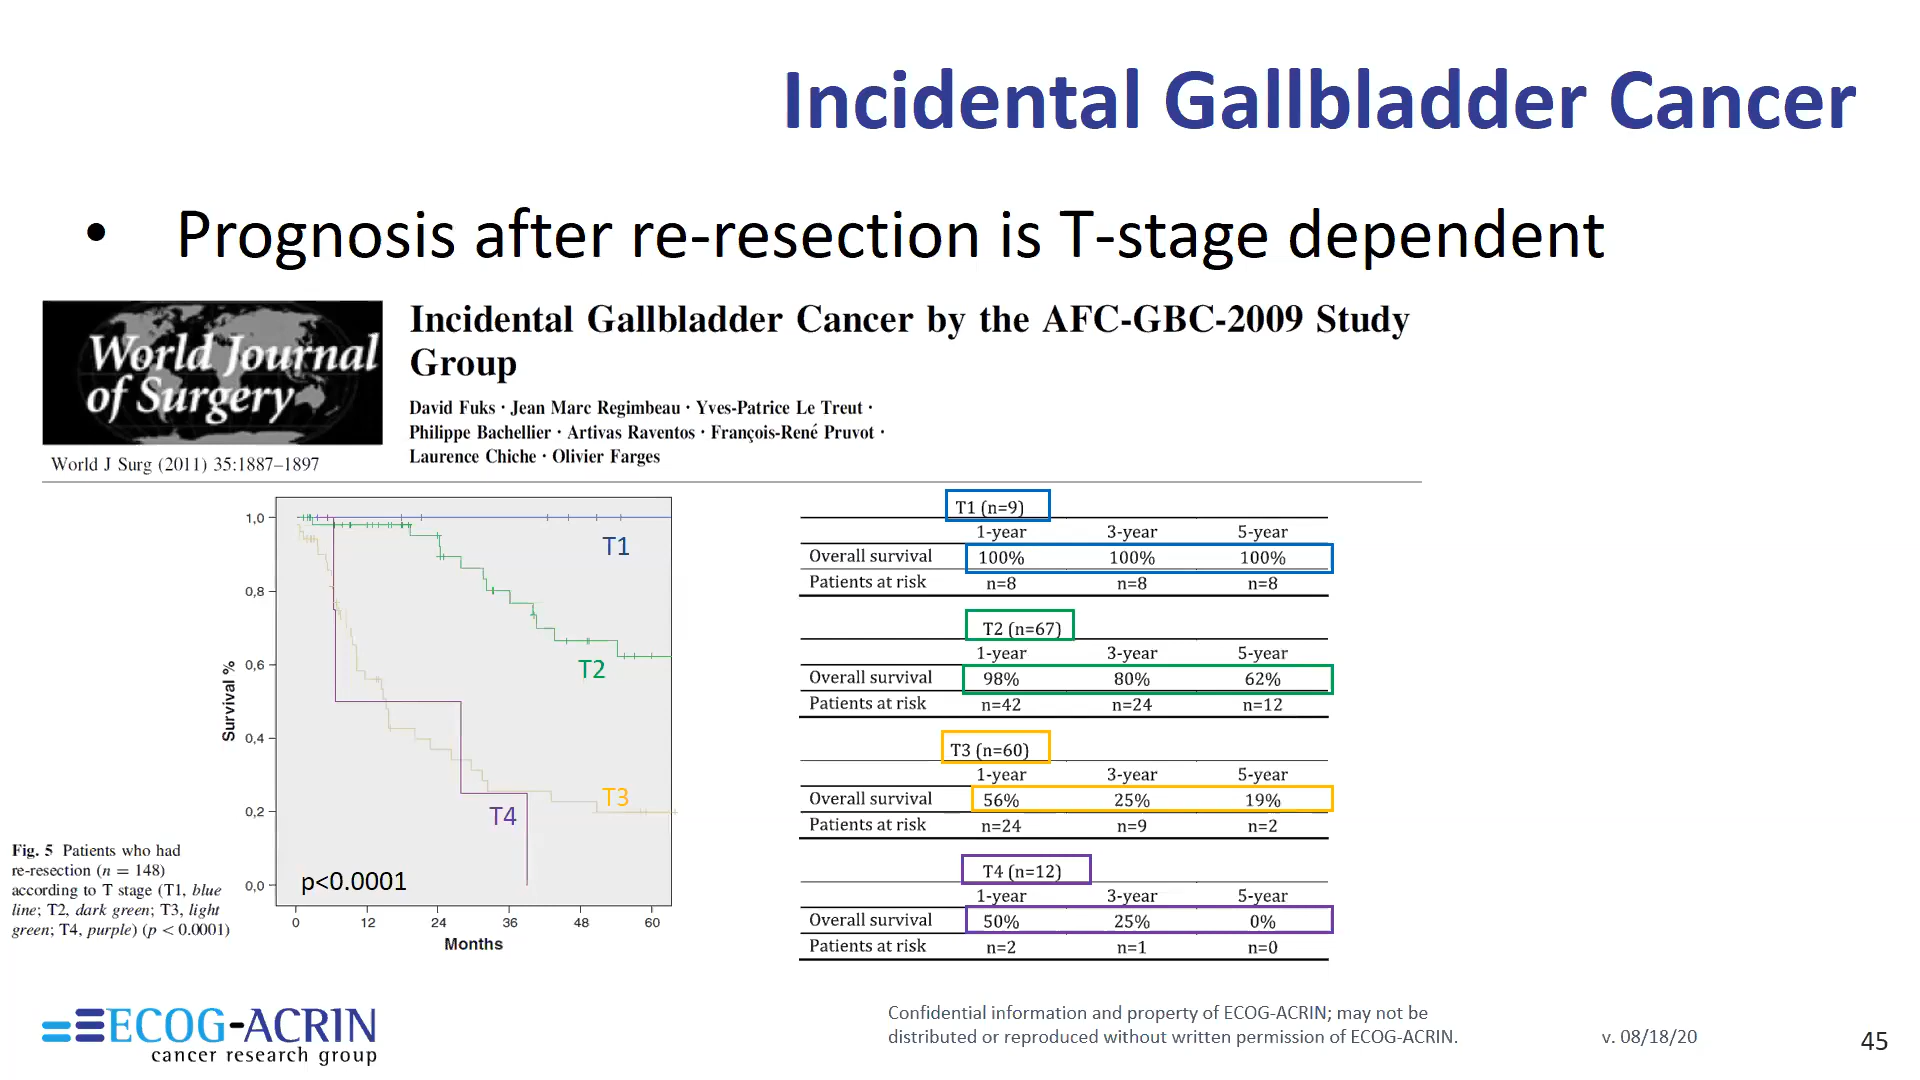 Incidental Gallbladder Cancer
• Prognosis after re-resection is T-stage dependent
World Journal
of Surgery
World J Surg (2011) 35:1887–1897
Incidental Gallbladder Cancer by the AFC-GBC-2009 Study
Group
David Fuks · Jean Marc Regimbeau · Yves-Patrice Le Treut ·
Philippe Bachellier · Artivas Raventos · François-René Pruvot ·
Laurence Chiche · Olivier Farges
Fig. 5 Patients who had
re-resection (n = 148)
according to T stage (T1, blue
line; T2, dark green; T3, light
green; T4, purple) (p < 0.0001)
Survival %
1,0
0,8
0,6
0,4
0,2
0,0
T1
T2
T3
T4
p<0.0001
0 12 24 36 48 60
Months
T1 (n=9)
1-year 3-year 5-year
Overall survival 100% 100% 100%
Patients at risk n=8 n=8 n=8
T2 (n=67)
1-year 3-year 5-year
Overall survival 98% 80% 62%
Patients at risk n=42 n=24 n=12
T3 (n=60)
1-year 3-year 5-year
Overall survival 56% 25% 19%
Patients at risk n=24 n=9 n=2
T4 (n=12)
1-year 3-year 5-year
Overall survival 50% 25% 0%
Patients at risk n=2 n=1 n=0
ECOG-ACRIN
cancer research group
Confidential information and property of ECOG-ACRIN; may not be
distributed or reproduced without written permission of ECOG-ACRIN.
v. 08/18/20
45